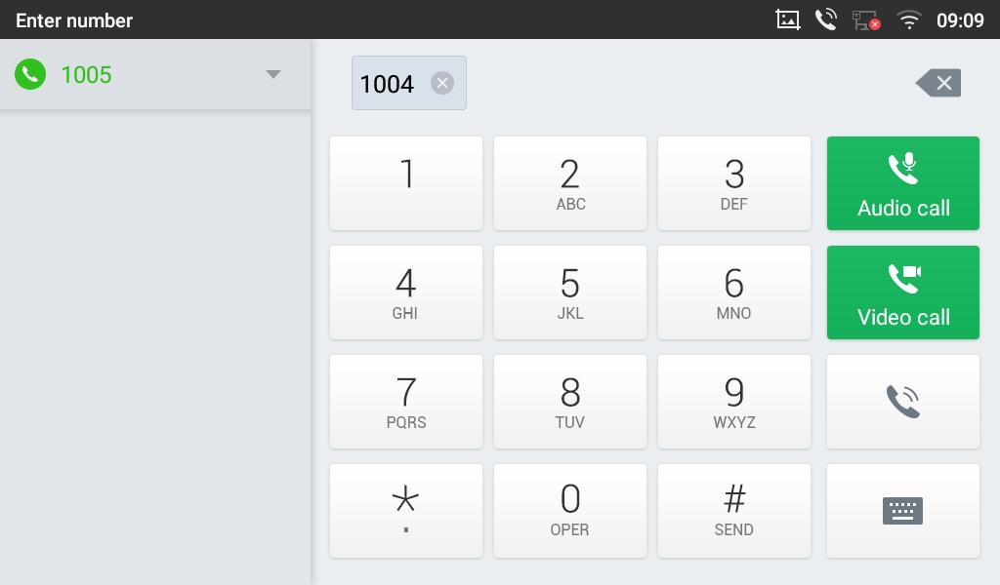 Enter number
09:09
1005
1004
1
2
ABC
3
DEF
Audio call
4
GHI
5
JKL
6
MNO
Video call
7
PQRS
8
TUV
9
WXYZ
*
.
0
OPER
#
SEND